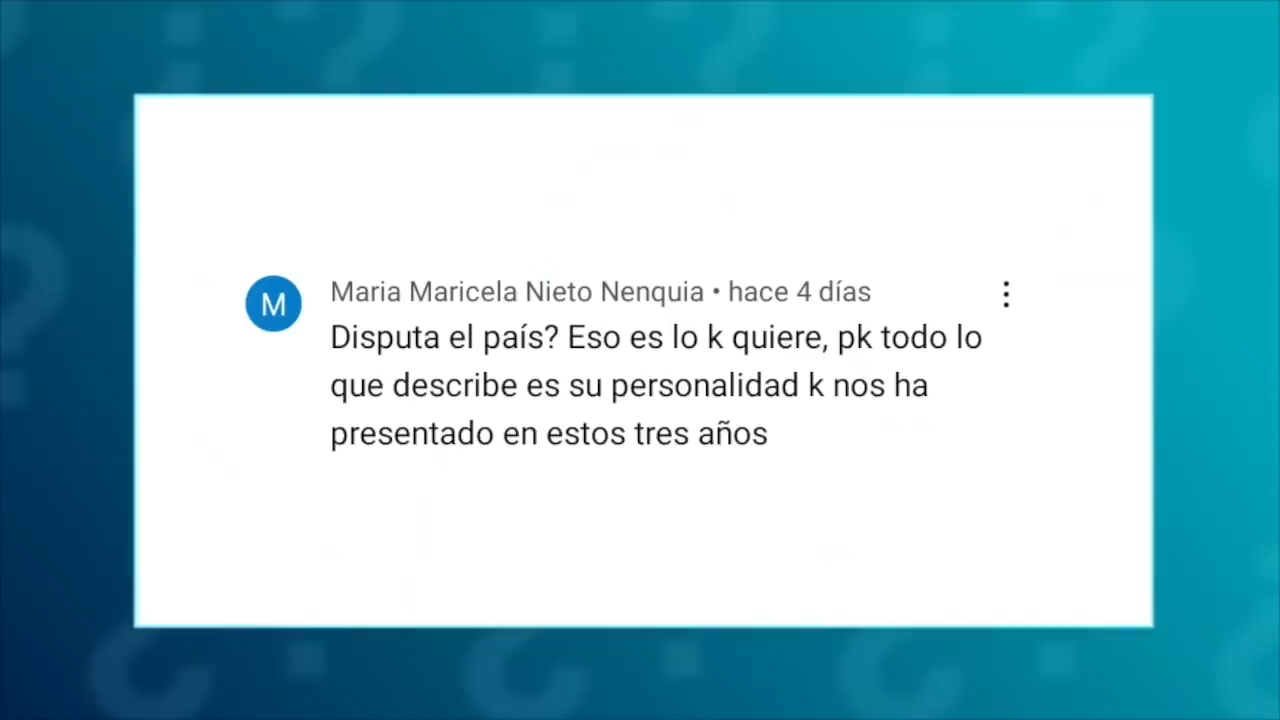 M
Maria Maricela Nieto Nenquia • hace 4 días
Disputa el país? Eso es lo k quiere, pk todo lo
que describe es su personalidad k nos ha
presentado en estos tres años